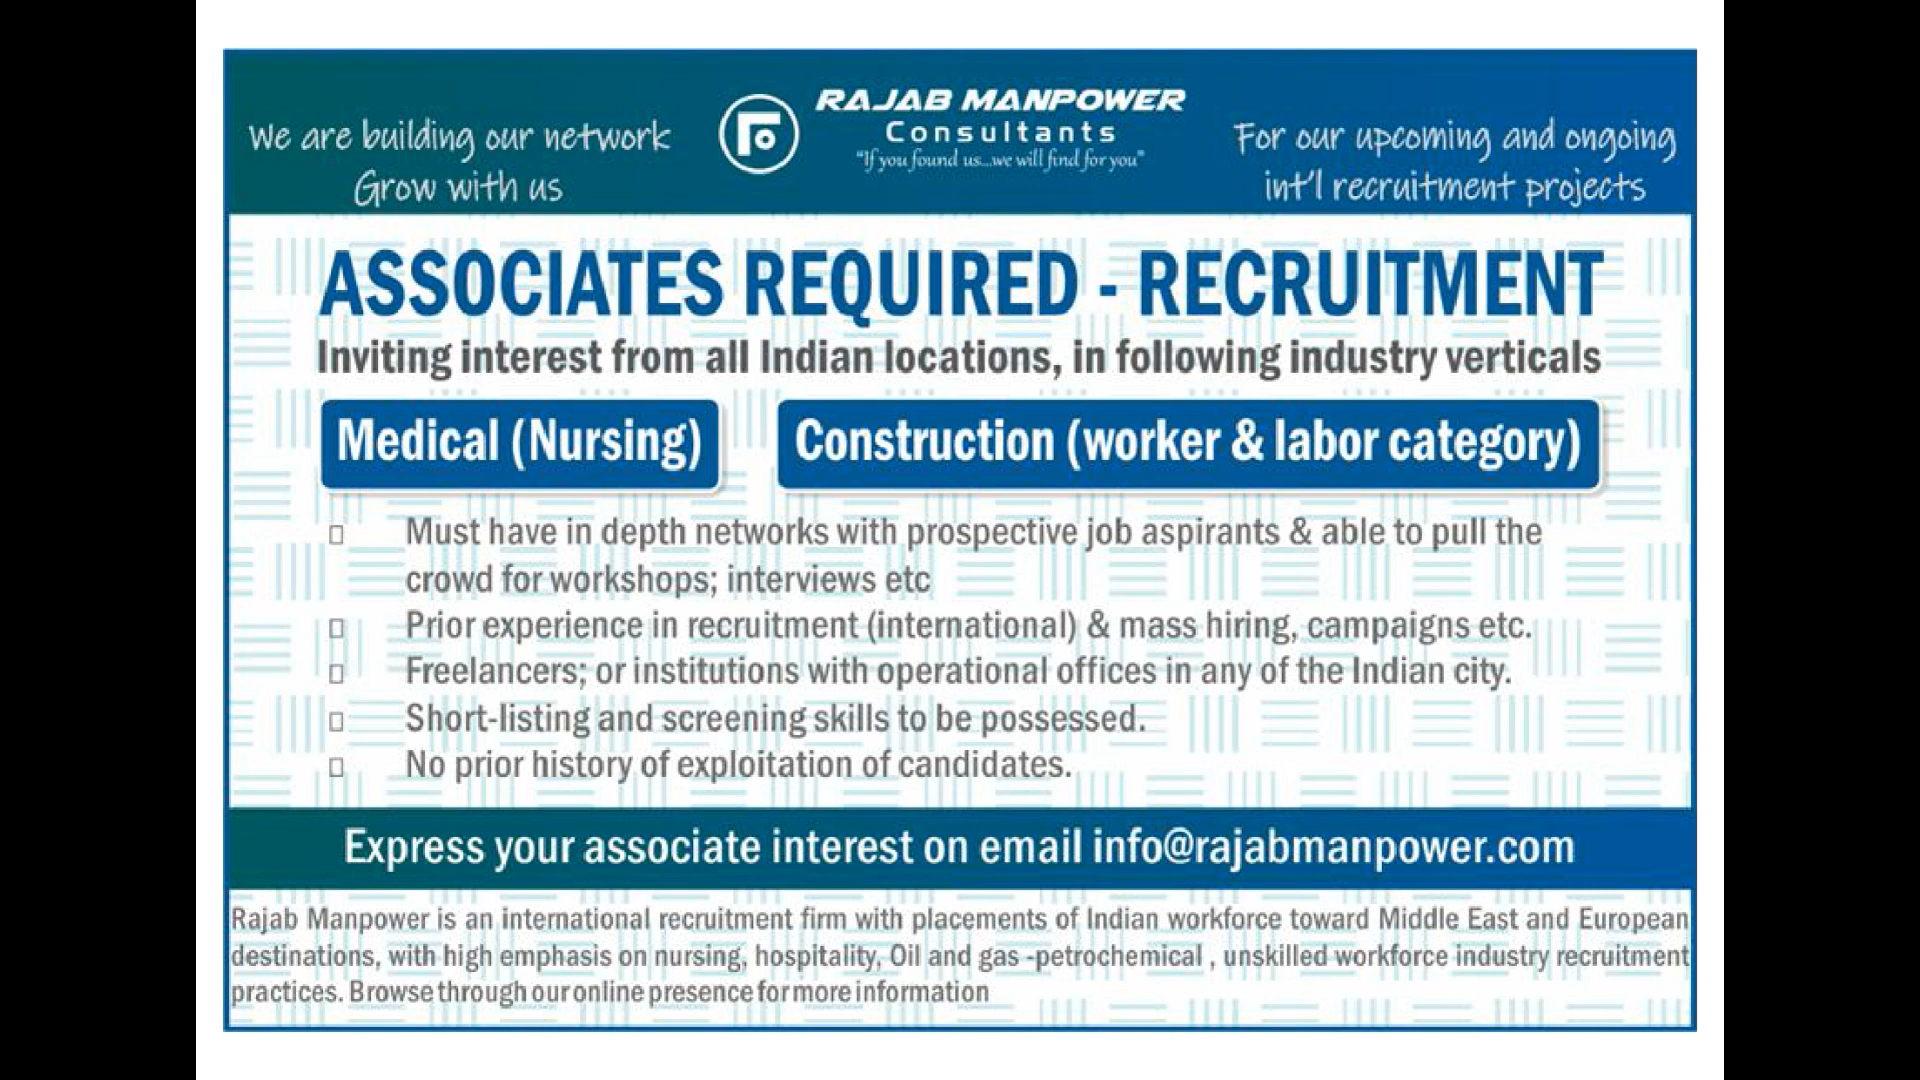 We are building our network
Grow with us
RAJAB MANPOWER
Consultants
"If you found us...we will find for you"
For our upcoming and ongoing
int'l recruitment projects
ASSOCIATES REQUIRED - RECRUITMENT
Inviting interest from all Indian locations, in following industry verticals
Medical (Nursing)
Construction (worker & labor category)
Must have in depth networks with prospective job aspirants & able to pull the
crowd for workshops; interviews etc
Prior experience in recruitment (international) & mass hiring, campaigns etc.
Freelancers; or institutions with operational offices in any of the Indian city.
Short-listing and screening skills to be possessed.
No prior history of exploitation of candidates.
Express your associate interest on email info@rajabmanpower.com
Rajab Manpower is an international recruitment firm with placements of Indian workforce toward Middle East and European
destinations, with high emphasis on nursing, hospitality, Oil and gas -petrochemical , unskilled workforce industry recruitment
practices. Browse through our online presence for more information